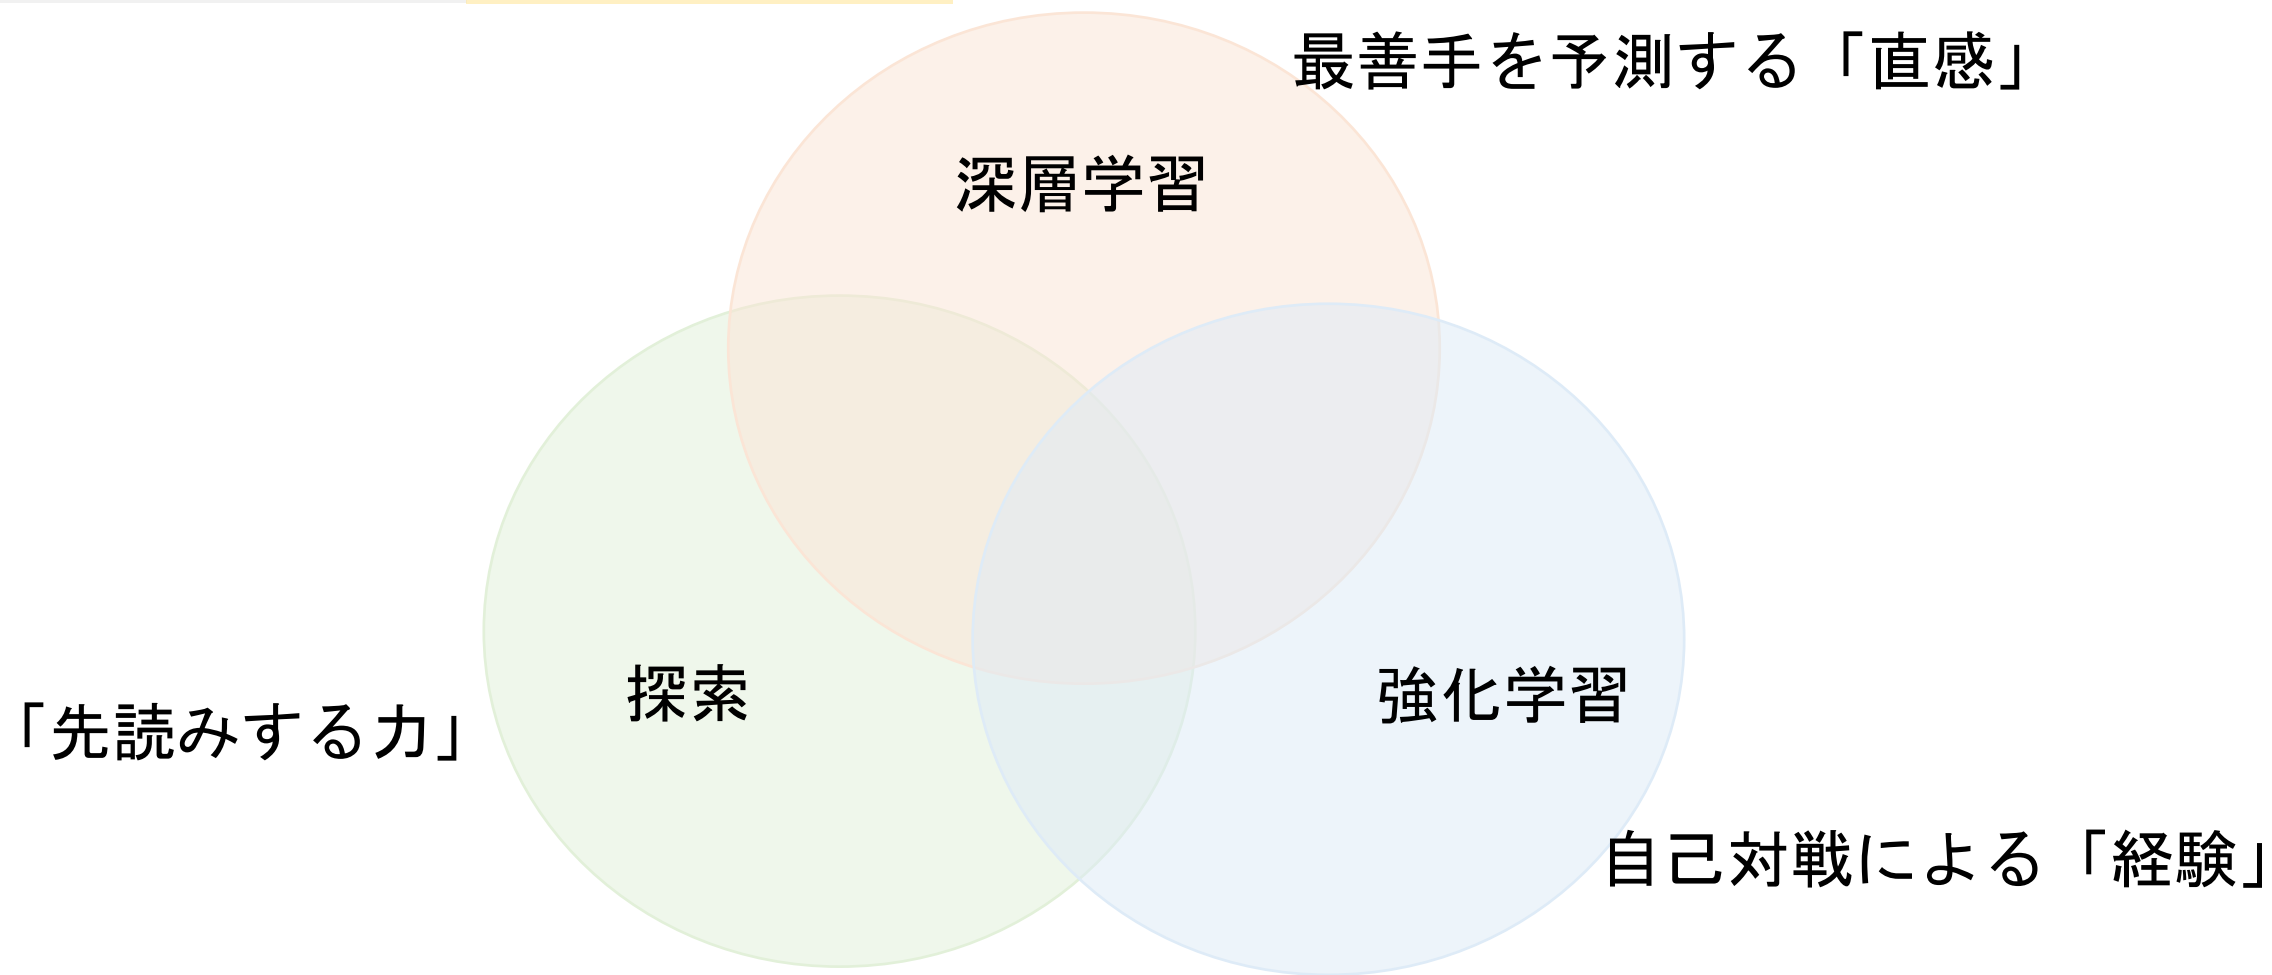 最善手を予測する「直感」
深層学習
探索
強化学習
「先読みする力」
自己対戦による「経験」